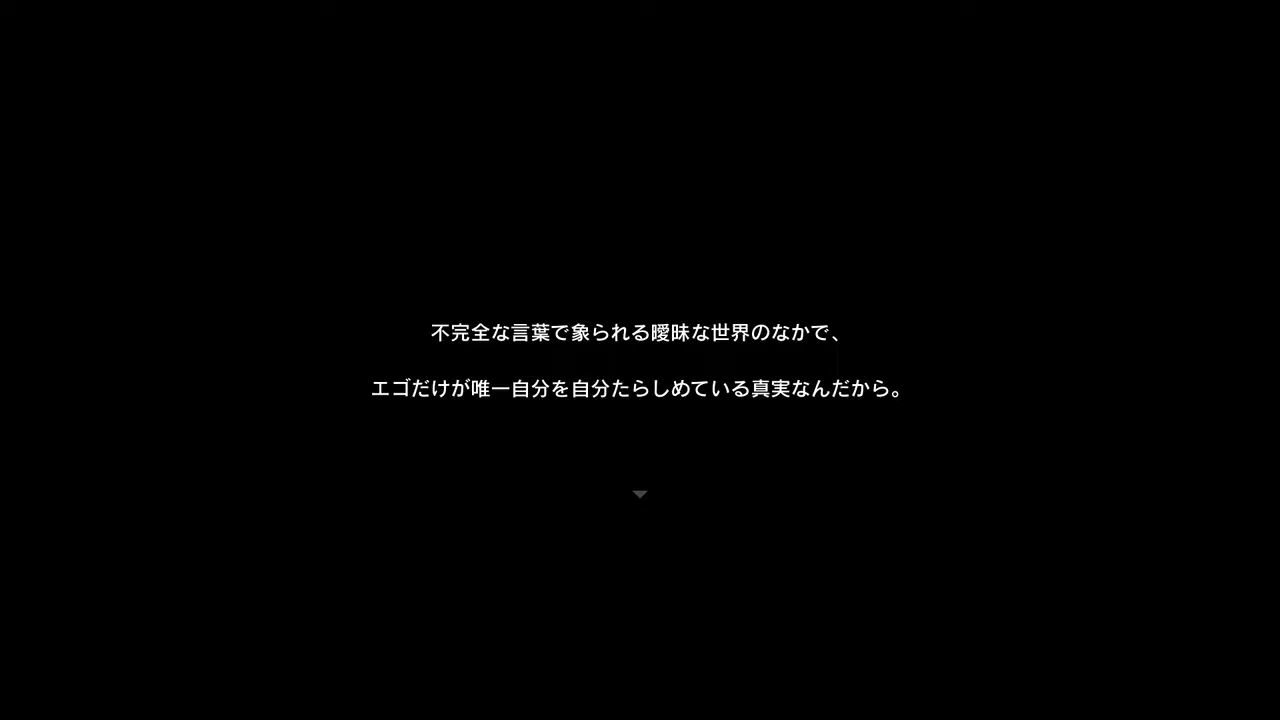 不完全な言葉で象られる曖昧な世界のなかで、
エゴだけが唯一自分を自分たらしめている真実なんだから。